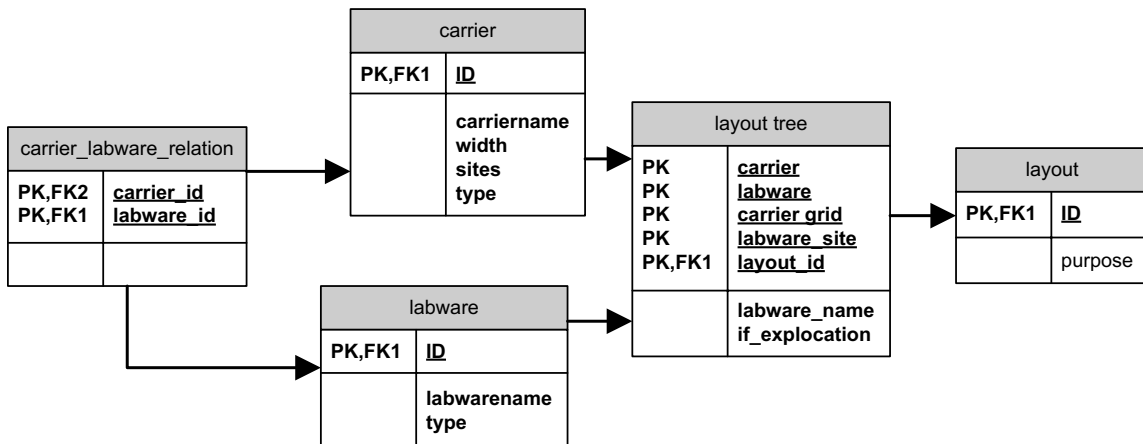 carrier
PK,FK1 ID
carriername
width
sites
type
carrier_labware_relation
PK,FK2 carrier_id
PK,FK1 labware_id
layout tree
PK carrier
PK labware
PK carrier grid
PK labware_site
PK,FK1 layout_id
labware_name
if_explocation
layout
PK,FK1 ID
purpose
labware
PK,FK1 ID
labwarename
type